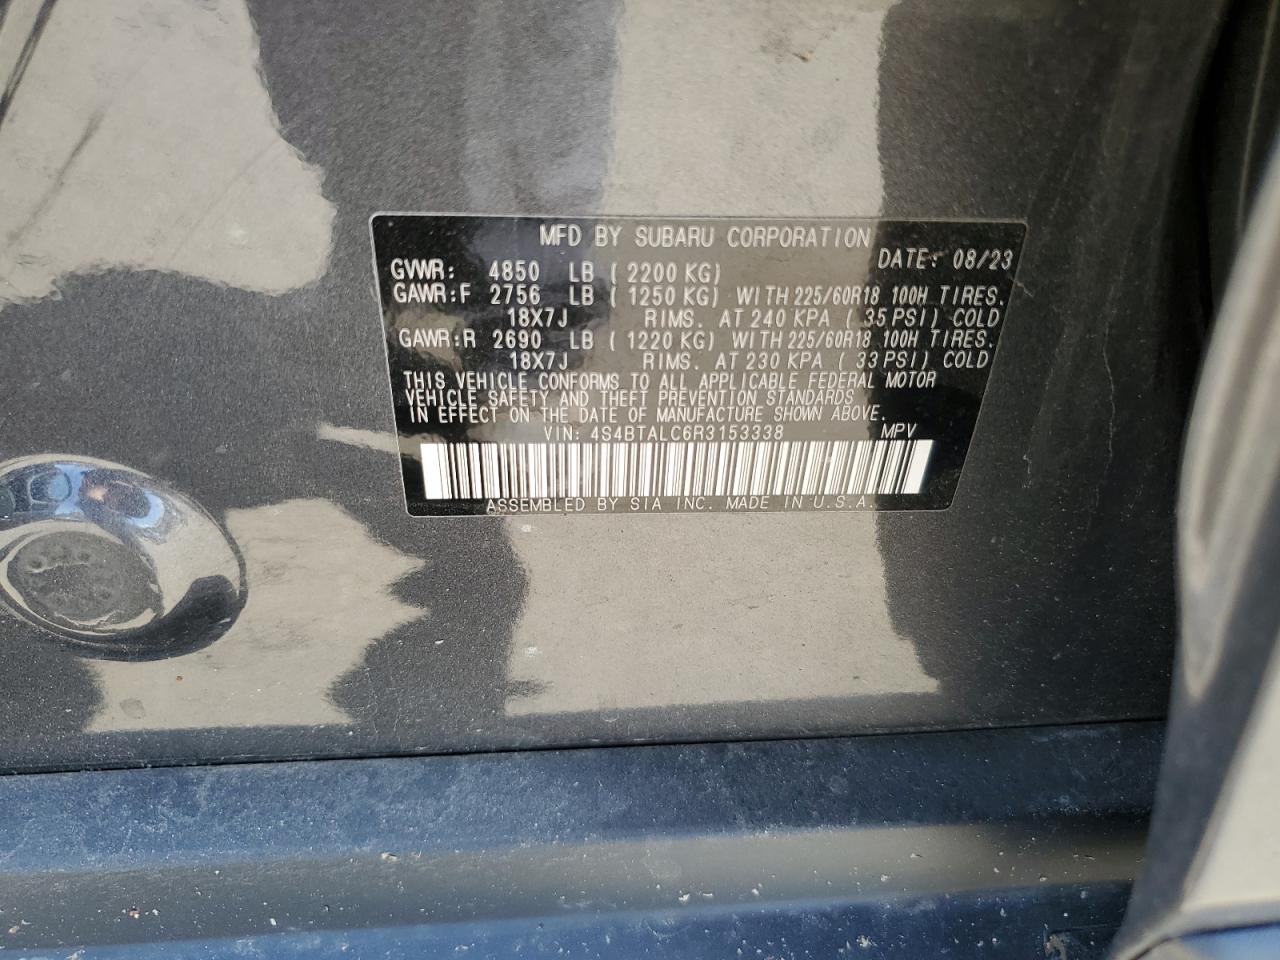 MFD BY SUBARU CORPORATION
DATE: 08/23
GVWR: 4850 LB ( 2200 KG)
GAWR:F 2756 LB ( 1250 KG) WITH 225/60R18 100H TIRES.
18X7J RIMS. AT 240 KPA ( 35 PSI) COLD
GAWR:R 2690 LB ( 1220 KG) WITH 225/60R18 100H TIRES.
18X7J RIMS. AT 230 KPA ( 33 PSI) COLD
THIS VEHICLE CONFORMS TO ALL APPLICABLE FEDERAL MOTOR
VEHICLE SAFETY AND THEFT PREVENTION STANDARDS
IN EFFECT ON THE DATE OF MANUFACTURE SHOWN ABOVE.
VIN: 4S4BTALC6R3153338 MPV
ASSEMBLED BY SIA INC. MADE IN U.S.A.